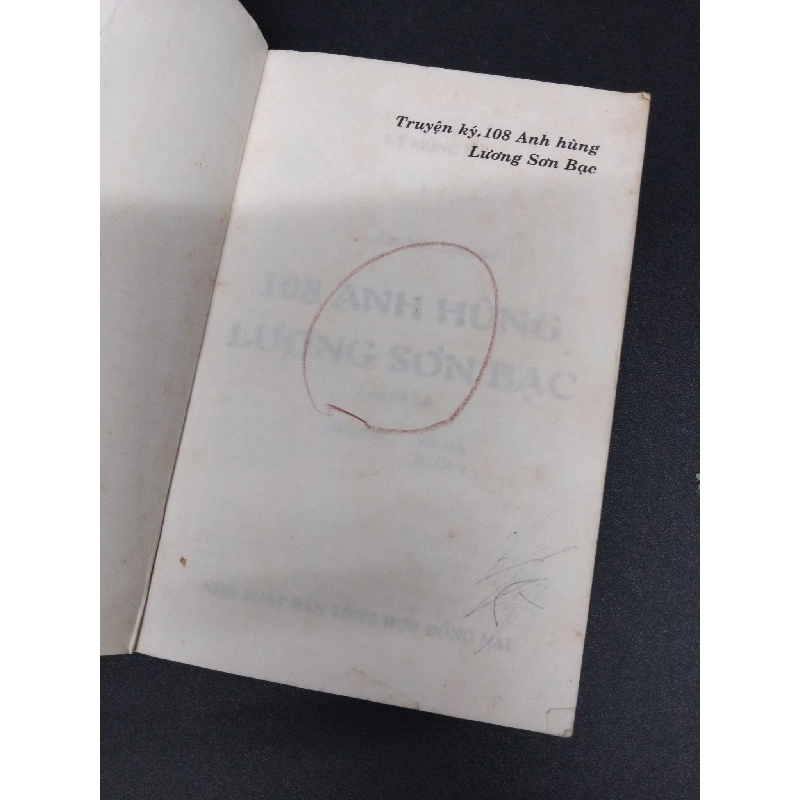 Truyện ký.108 Anh hùng
Lương Sơn Bạc
108 ANH HÙNG
LƯƠNG SƠN BẠC
NHÀ XUẤT BẢN TỔNG HỢP ĐỒNG NAI